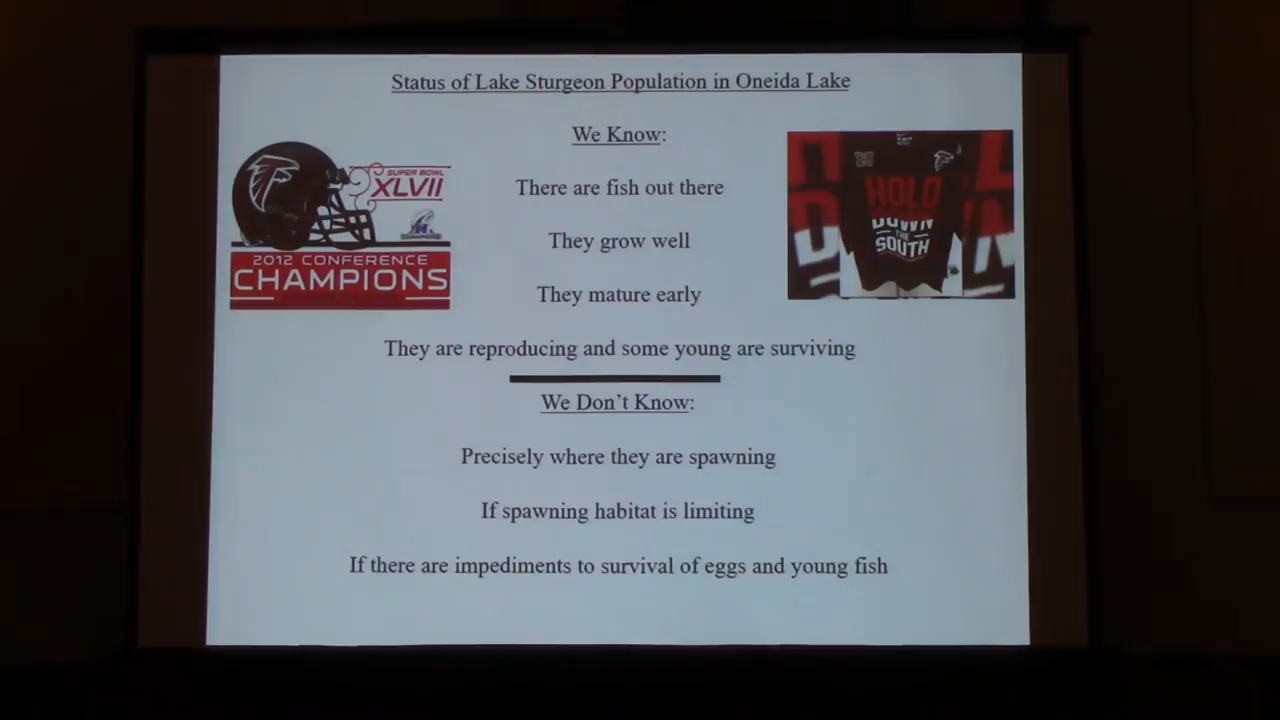 Status of Lake Sturgeon Population in Oneida Lake
We Know:
There are fish out there
They grow well
They mature early
They are reproducing and some young are surviving
We Don't Know:
Precisely where they are spawning
If spawning habitat is limiting
If there are impediments to survival of eggs and young fish
SUPER BOWL
XLVII
2012 CONFERENCE
CHAMPIONS
HOLD
DOWN
THE
SOUTH